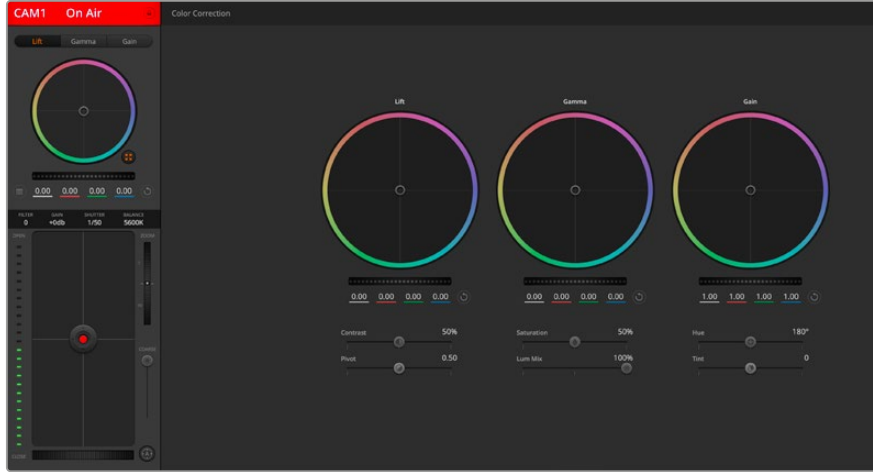 CAM1 On Air
Color Correction
Lift Gamma Gain
0.00 0.00 0.00 0.00
FILTER GAIN SHUTTER BALANCE
0 +0db 1/50 5600K
OPEN ZOOM
COARSE
CLOSE
Lift Gamma Gain
0.00 0.00 0.00 0.00 0.00 0.00 0.00 0.00 1.00 1.00 1.00 1.00
Contrast 50% Saturation 50% Hue 180°
Pivot 0.50 Lum Mix 100% Tint 0